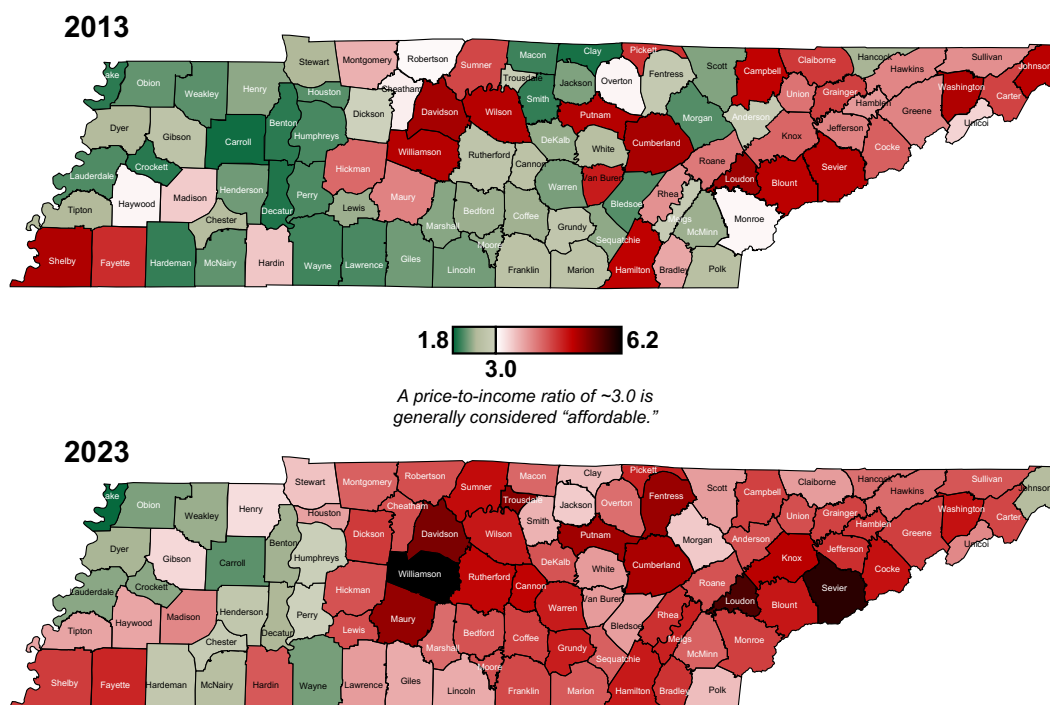 2013
Stewart
Montgomery
Robertson
Sumner
Macon
Clay
Pickett
Scott
Campbell
Claiborne
Hancock
Hawkins
Sullivan
Johnson
ake
Obion
Weakley
Henry
Houston
Cheatham
Trousdale
Jackson
Overton
Fentress
Union
Grainger
Hamblen
Washington
Carter
Unicoi
Dyer
Gibson
Carroll
Benton
Humphreys
Dickson
Davidson
Wilson
Smith
Putnam
Morgan
Anderson
Knox
Jefferson
Greene
Cocke
Lauderdale
Crockett
Henderson
Decatur
Perry
Hickman
Williamson
Rutherford
Cannon
DeKalb
White
Cumberland
Roane
Loudon
Blount
Sevier
Tipton
Haywood
Madison
Chester
Lewis
Maury
Marshall
Bedford
Coffee
Warren
Van Buren
Bledsoe
Rhea
Meigs
McMinn
Monroe
Shelby
Fayette
Hardeman
McNairy
Hardin
Wayne
Lawrence
Giles
Lincoln
Moore
Franklin
Grundy
Marion
Sequatchie
Hamilton
Bradley
Polk
1.8
6.2
3.0
A price-to-income ratio of ~3.0 is
generally considered “affordable.”
2023
Stewart
Montgomery
Robertson
Sumner
Macon
Clay
Pickett
Scott
Campbell
Claiborne
Hancock
Hawkins
Sullivan
Johnson
ake
Obion
Weakley
Henry
Houston
Cheatham
Trousdale
Jackson
Overton
Fentress
Union
Grainger
Hamblen
Washington
Carter
Unicoi
Dyer
Gibson
Carroll
Benton
Humphreys
Dickson
Davidson
Wilson
Smith
Putnam
Morgan
Anderson
Knox
Jefferson
Greene
Cocke
Lauderdale
Crockett
Henderson
Decatur
Perry
Hickman
Williamson
Rutherford
Cannon
DeKalb
White
Cumberland
Roane
Loudon
Blount
Sevier
Tipton
Haywood
Madison
Chester
Lewis
Maury
Marshall
Bedford
Coffee
Warren
Van Buren
Bledsoe
Rhea
Meigs
McMinn
Monroe
Shelby
Fayette
Hardeman
McNairy
Hardin
Wayne
Lawrence
Giles
Lincoln
Moore
Franklin
Grundy
Marion
Sequatchie
Hamilton
Bradley
Polk